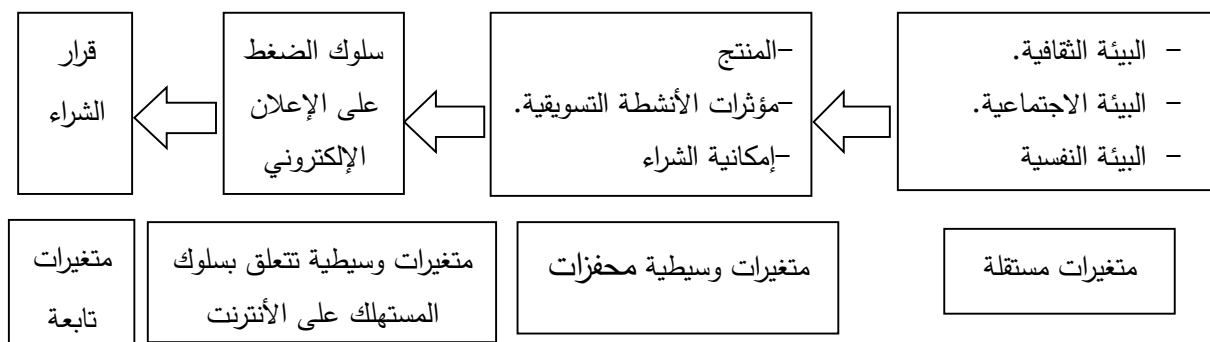 - البيئة الثقافية.
- البيئة الاجتماعية.
- البيئة النفسية
-المنتج
-مؤثرات الأنشطة التسويقية.
-إمكانية الشراء
سلوك الضغط
على الإعلان
الإلكتروني
قرار
الشراء
متغيرات مستقلة
متغيرات وسيطية محفزات
متغيرات وسيطية تتعلق بسلوك
المستهلك على الأنترنت
متغيرات
تابعة